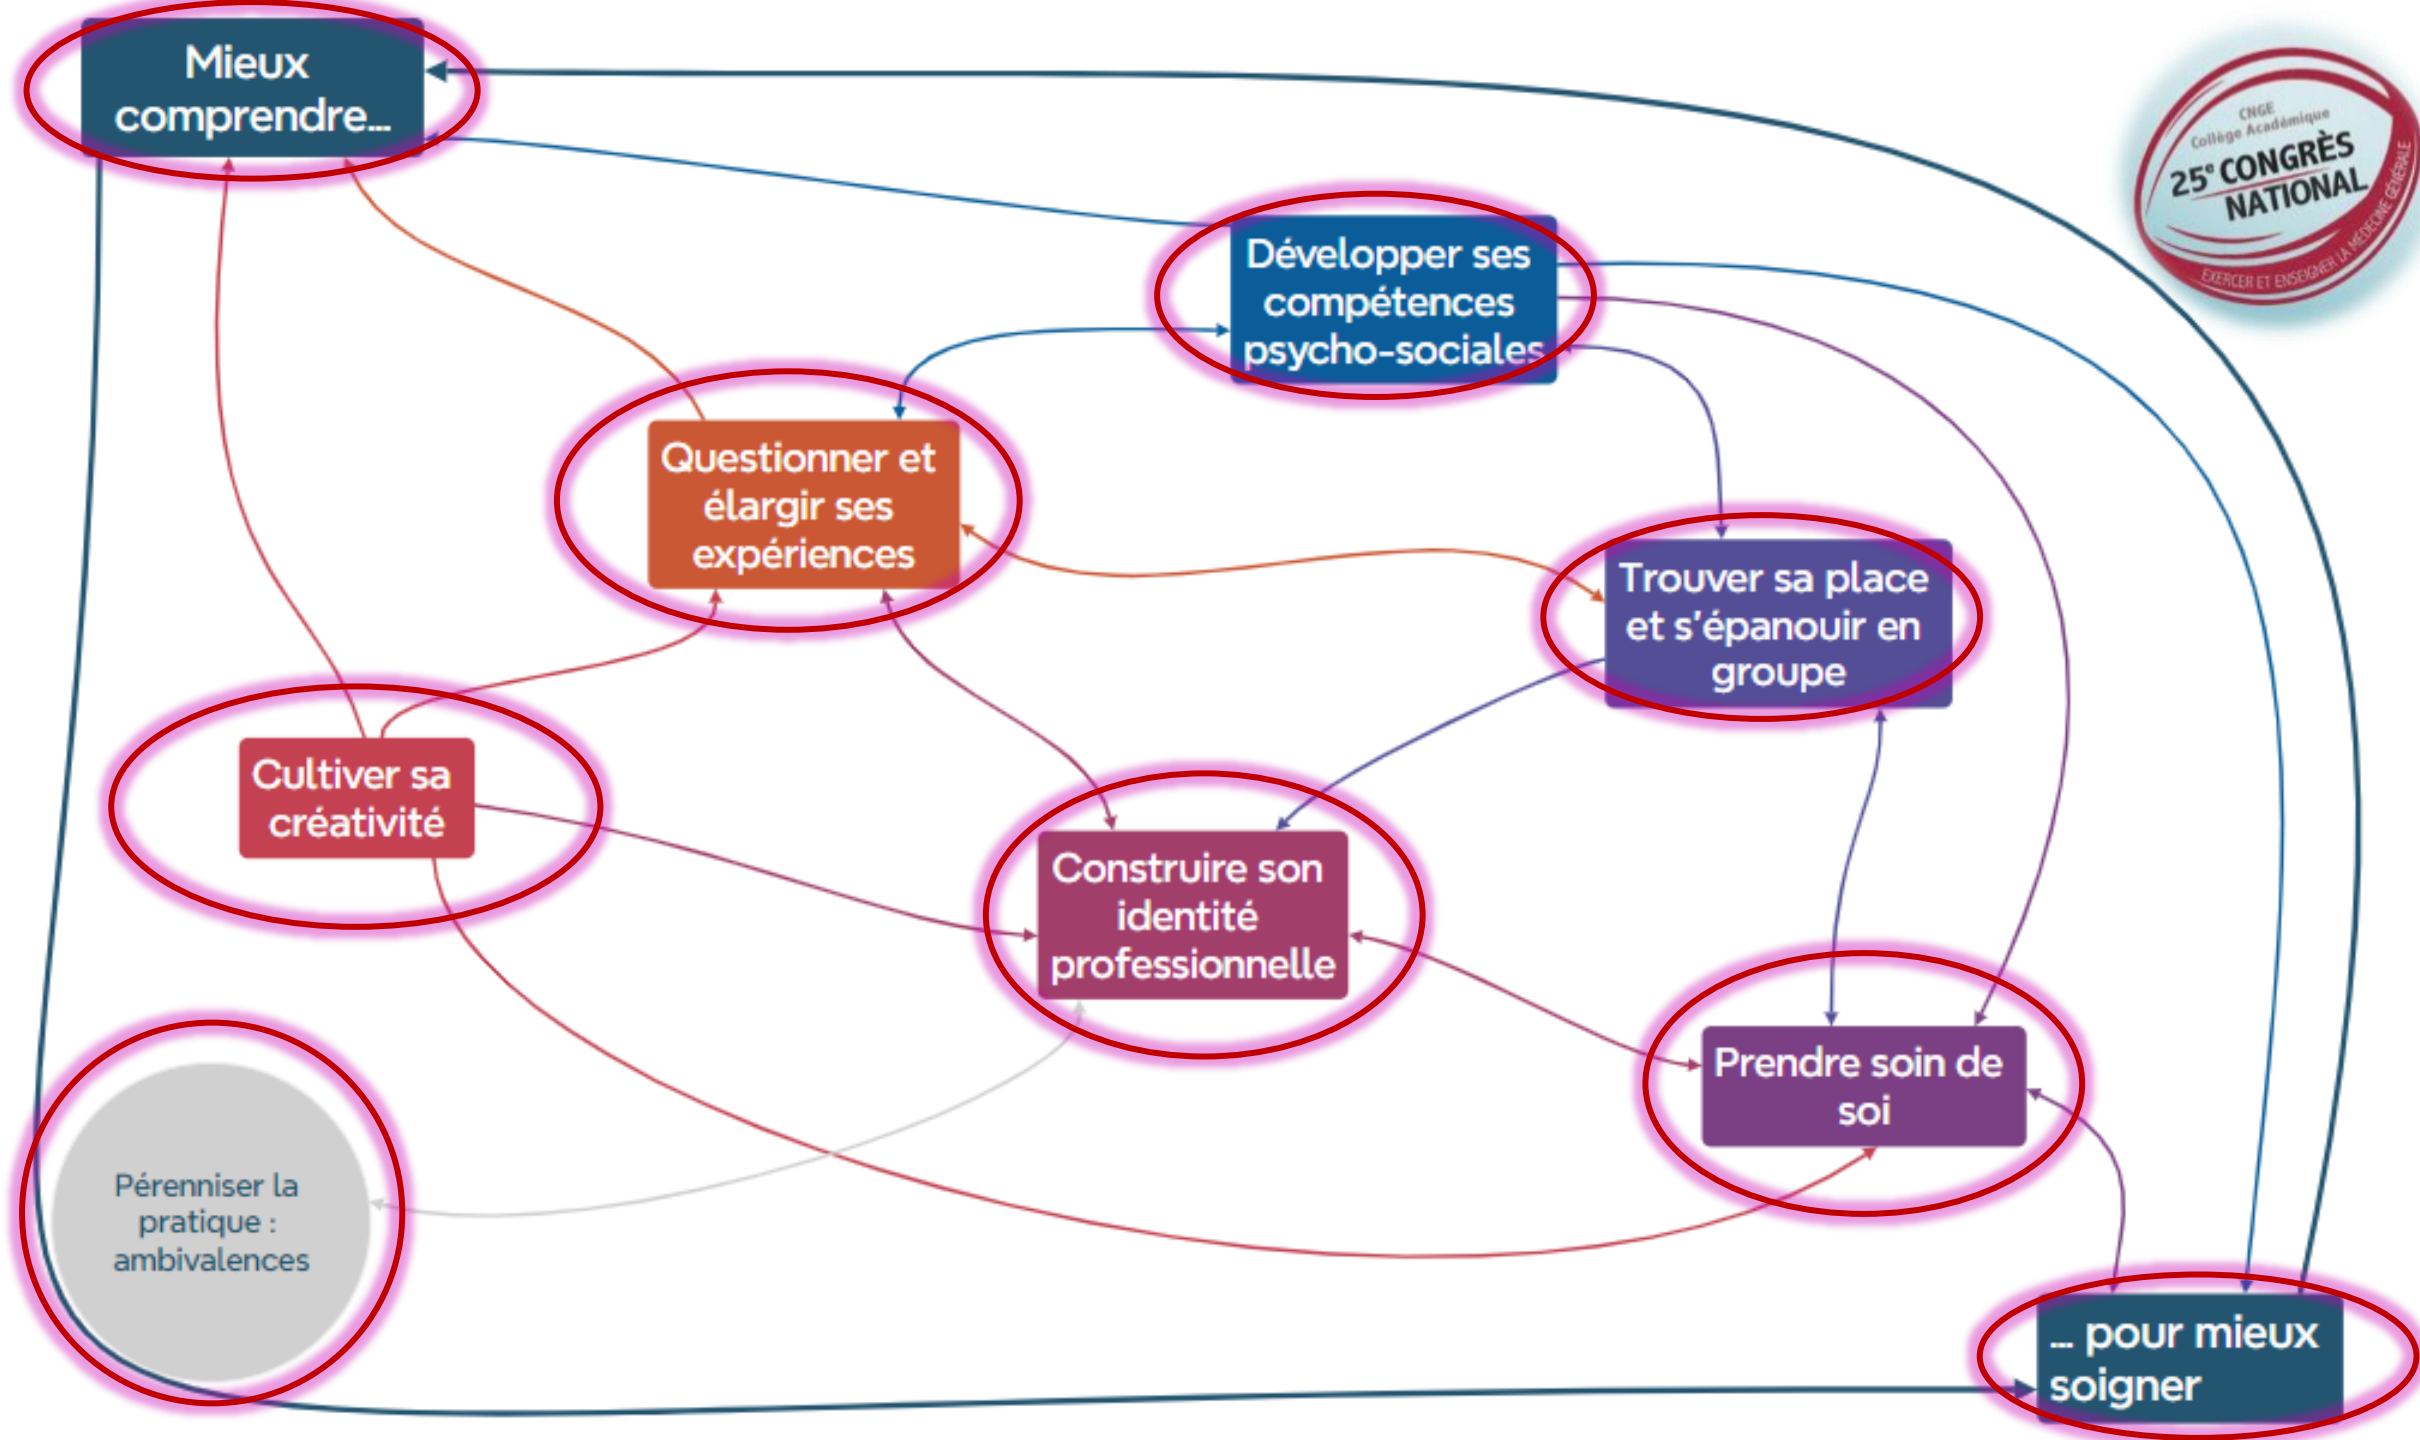 Mieux
comprendre...
CNGE
Collège Académique
25e CONGRÈS
NATIONAL
EXERCER ET ENSEIGNER LA MÉDECINE GÉNÉRALE
Développer ses
compétences
psycho-sociales
Questionner et
élargir ses
expériences
Trouver sa place
et s'épanouir en
groupe
Cultiver sa
créativité
Construire son
identité
professionnelle
Prendre soin de
soi
Pérenniser la
pratique :
ambivalences
... pour mieux
soigner